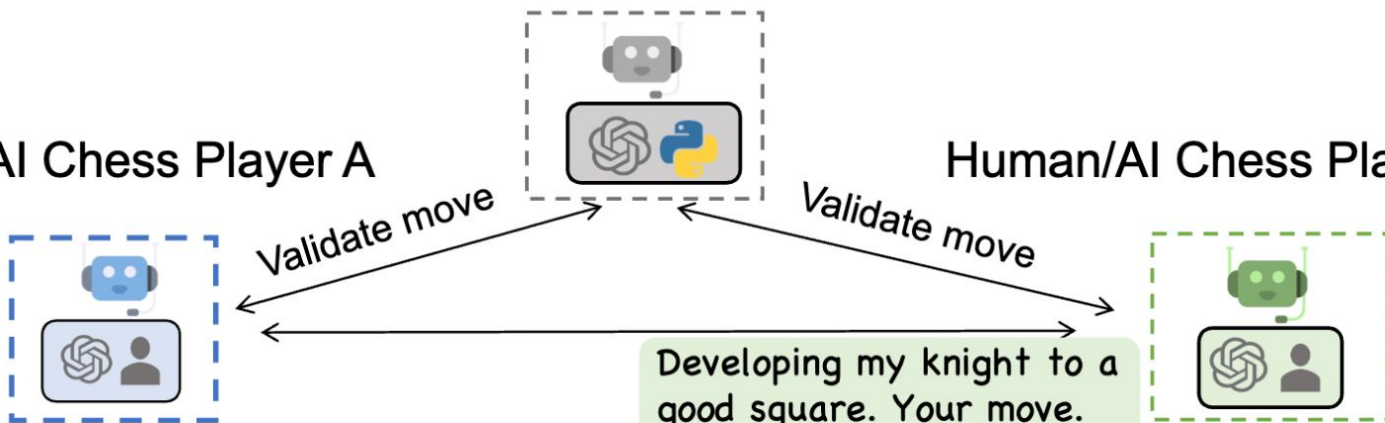 AI Chess Player A
Human/AI Chess Pla
Validate move
Validate move
Developing my knight to a
good square. Your move.